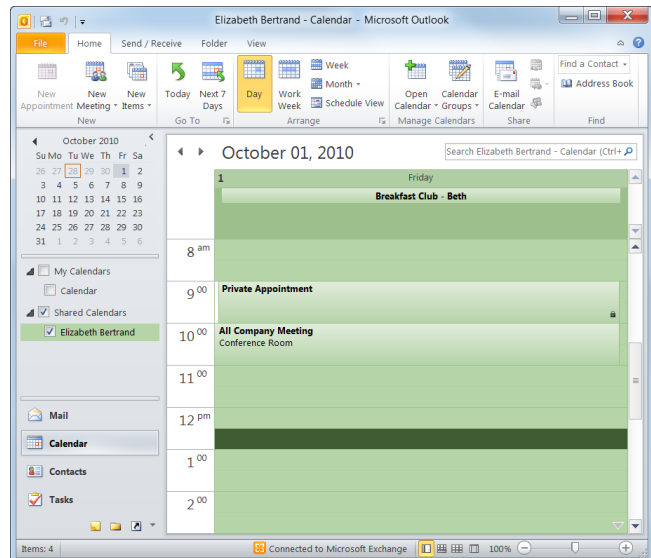 Elizabeth Bertrand - Calendar - Microsoft Outlook
File Home Send / Receive Folder View
New Appointment
New Meeting
New Items
New
Today
Next 7 Days
Go To
Day
Work Week
Week
Month
Schedule View
Arrange
Open Calendar
Calendar Groups
Manage Calendars
E-mail Calendar
Share
Find a Contact
Address Book
Find
October 2010
Su Mo Tu We Th Fr Sa
26 27 28 29 30 1 2
3 4 5 6 7 8 9
10 11 12 13 14 15 16
17 18 19 20 21 22 23
24 25 26 27 28 29 30
31 1 2 3 4 5 6
My Calendars
Calendar
Shared Calendars
Elizabeth Bertrand
Mail
Calendar
Contacts
Tasks
October 01, 2010
Search Elizabeth Bertrand - Calendar (Ctrl+
1 Friday
Breakfast Club - Beth
8 am
9 00 Private Appointment
10 00 All Company Meeting
Conference Room
11 00
12 pm
1 00
2 00
Items: 4 Connected to Microsoft Exchange 100%